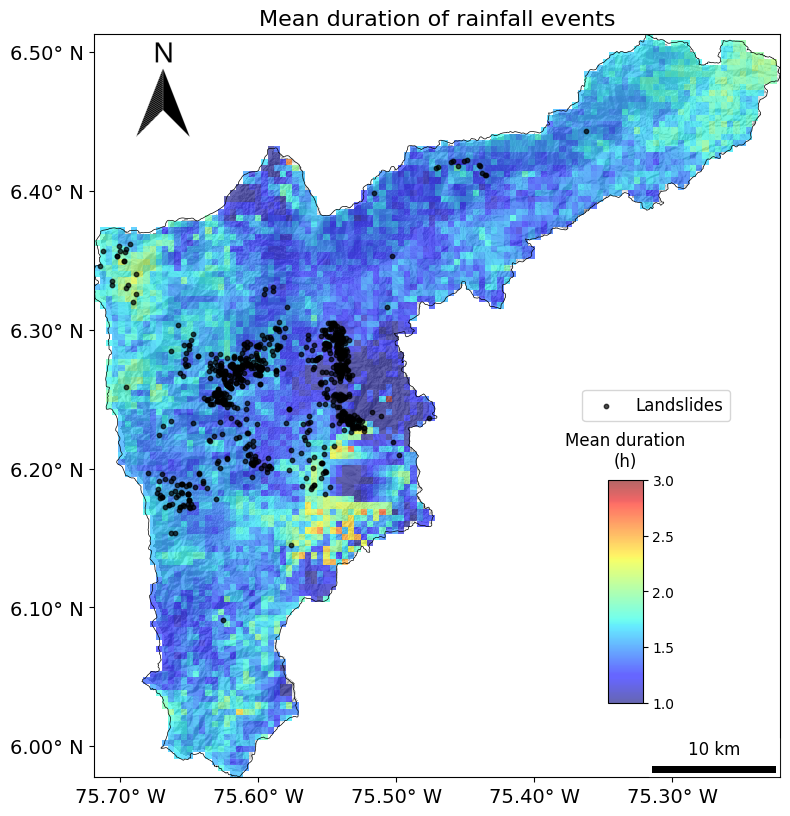 Mean duration of rainfall events
N
6.50° N
6.40° N
6.30° N
6.20° N
6.10° N
6.00° N
Landslides
Mean duration
(h)
3.0
2.5
2.0
1.5
1.0
10 km
75.70° W
75.60° W
75.50° W
75.40° W
75.30° W